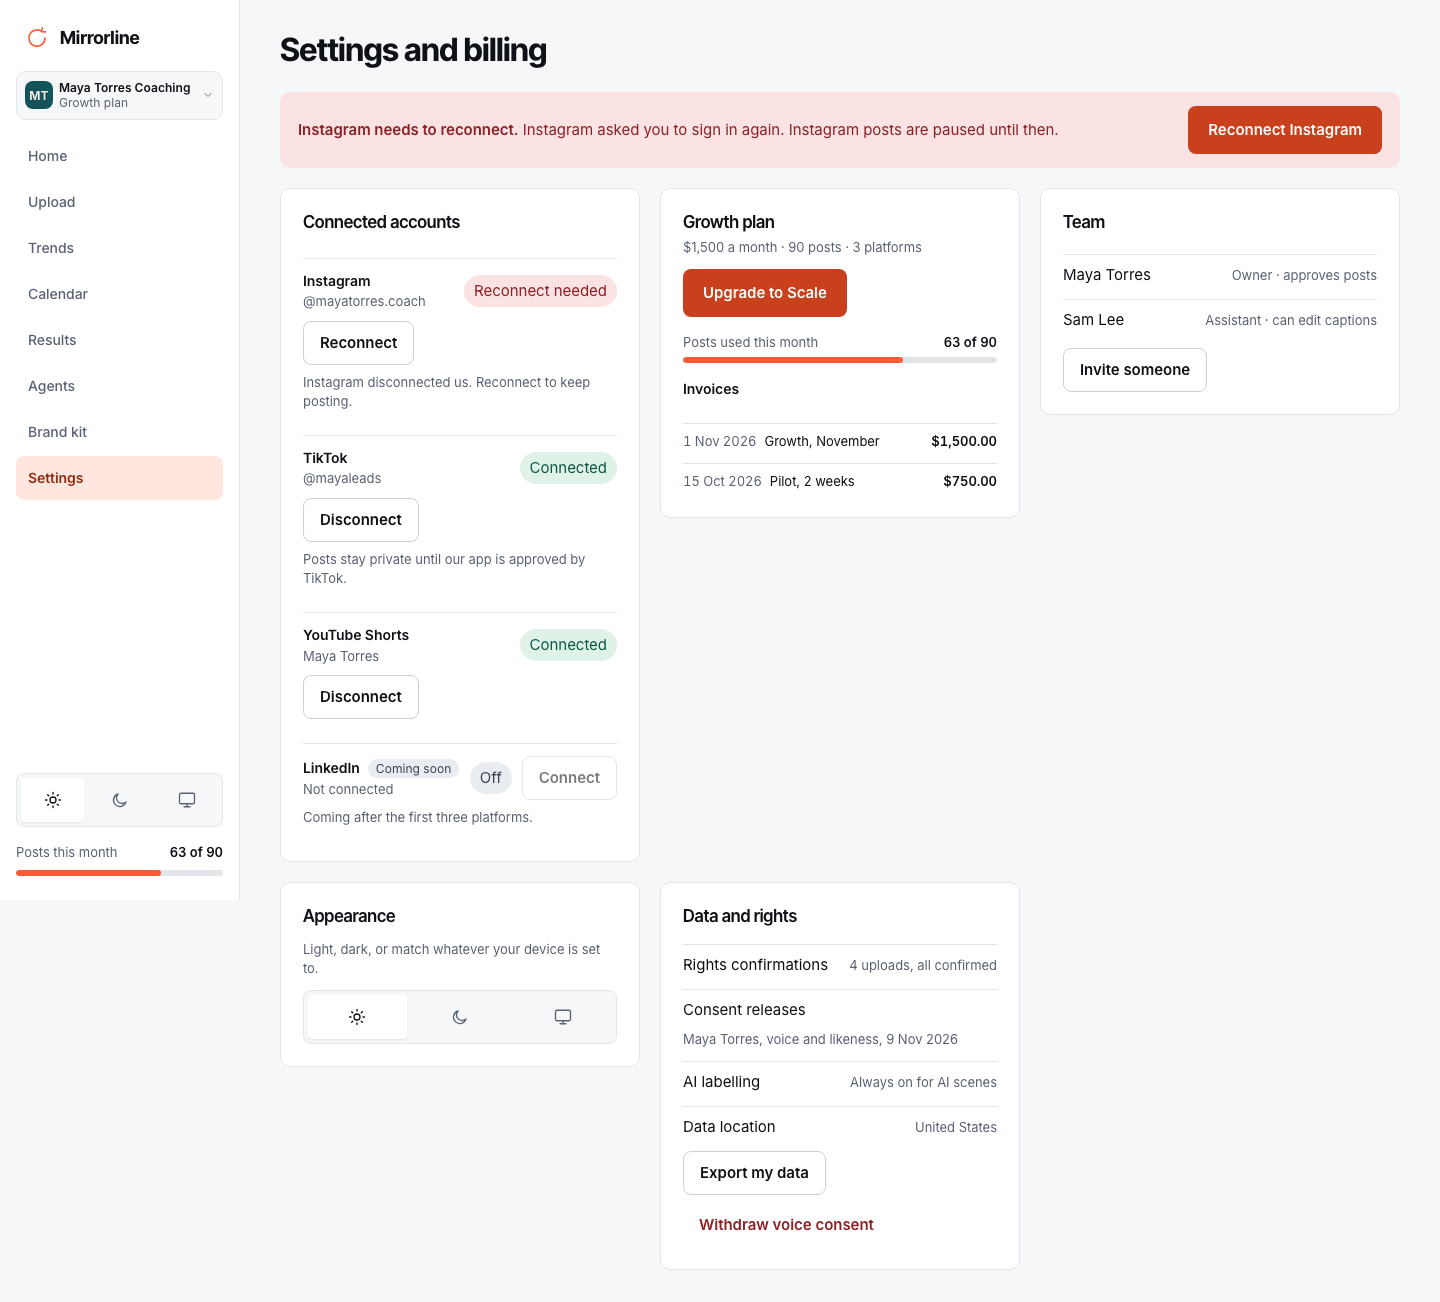 Mirrorline
MT
Maya Torres Coaching
Growth plan
Home
Upload
Trends
Calendar
Results
Agents
Brand kit
Settings
Posts this month 63 of 90
Settings and billing
Instagram needs to reconnect. Instagram asked you to sign in again. Instagram posts are paused until then.
Reconnect Instagram
Connected accounts
Instagram
@mayatorres.coach
Reconnect needed
Reconnect
Instagram disconnected us. Reconnect to keep
posting.
TikTok
@mayaleads
Connected
Disconnect
Posts stay private until our app is approved by
TikTok.
YouTube Shorts
Maya Torres
Connected
Disconnect
LinkedIn Coming soon
Not connected
Off
Connect
Coming after the first three platforms.
Growth plan
$1,500 a month · 90 posts · 3 platforms
Upgrade to Scale
Posts used this month 63 of 90
Invoices
1 Nov 2026 Growth, November $1,500.00
15 Oct 2026 Pilot, 2 weeks $750.00
Team
Maya Torres Owner · approves posts
Sam Lee Assistant · can edit captions
Invite someone
Appearance
Light, dark, or match whatever your device is set
to.
Data and rights
Rights confirmations 4 uploads, all confirmed
Consent releases
Maya Torres, voice and likeness, 9 Nov 2026
AI labelling Always on for AI scenes
Data location United States
Export my data
Withdraw voice consent